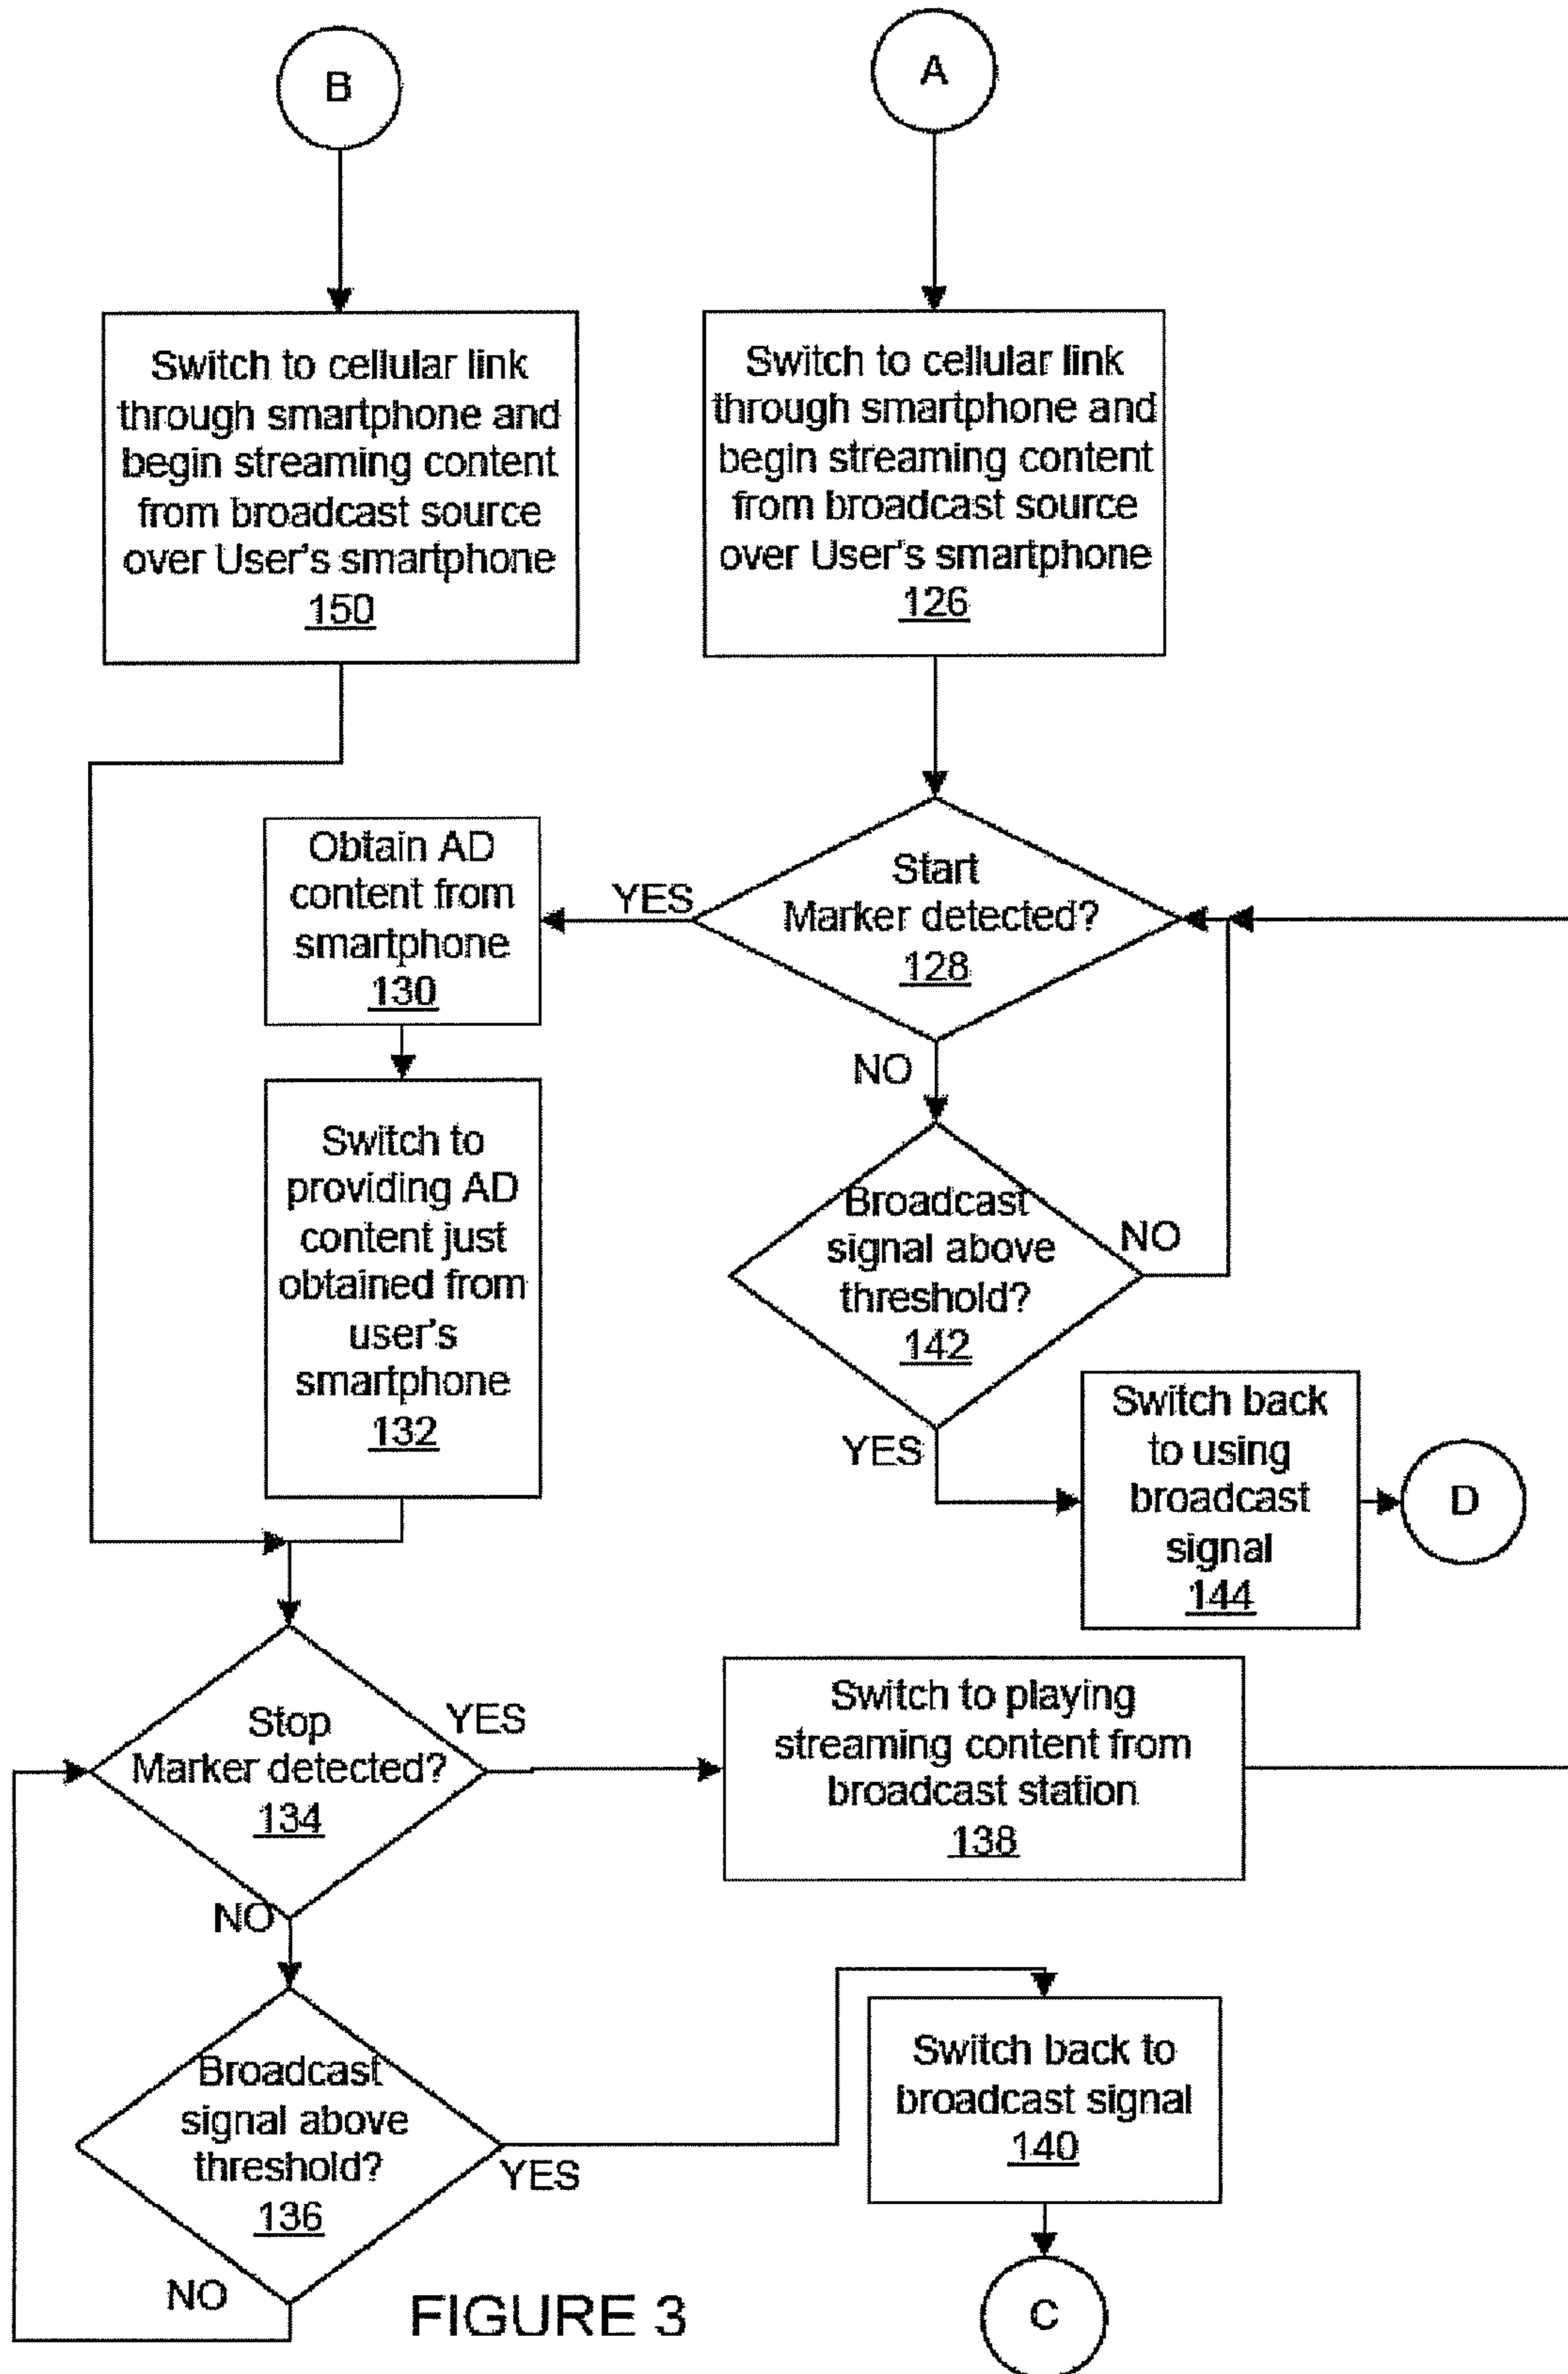 B
A
Switch to cellular link
through smartphone and
begin streaming content
from broadcast source
over User's smartphone
150
Switch to cellular link
through smartphone and
begin streaming content
from broadcast source
over User's smartphone
126
Obtain AD
content from
smartphone
130
YES
Start
Marker detected?
128
NO
Switch to
providing AD
content just
obtained from
user's
smartphone
132
Broadcast
signal above
threshold?
142
NO
YES
Switch back
to using
broadcast
signal
144
D
Stop
Marker detected?
134
YES
NO
Switch to playing
streaming content from
broadcast station
138
Broadcast
signal above
threshold?
136
YES
NO
Switch back to
broadcast signal
140
C
FIGURE 3